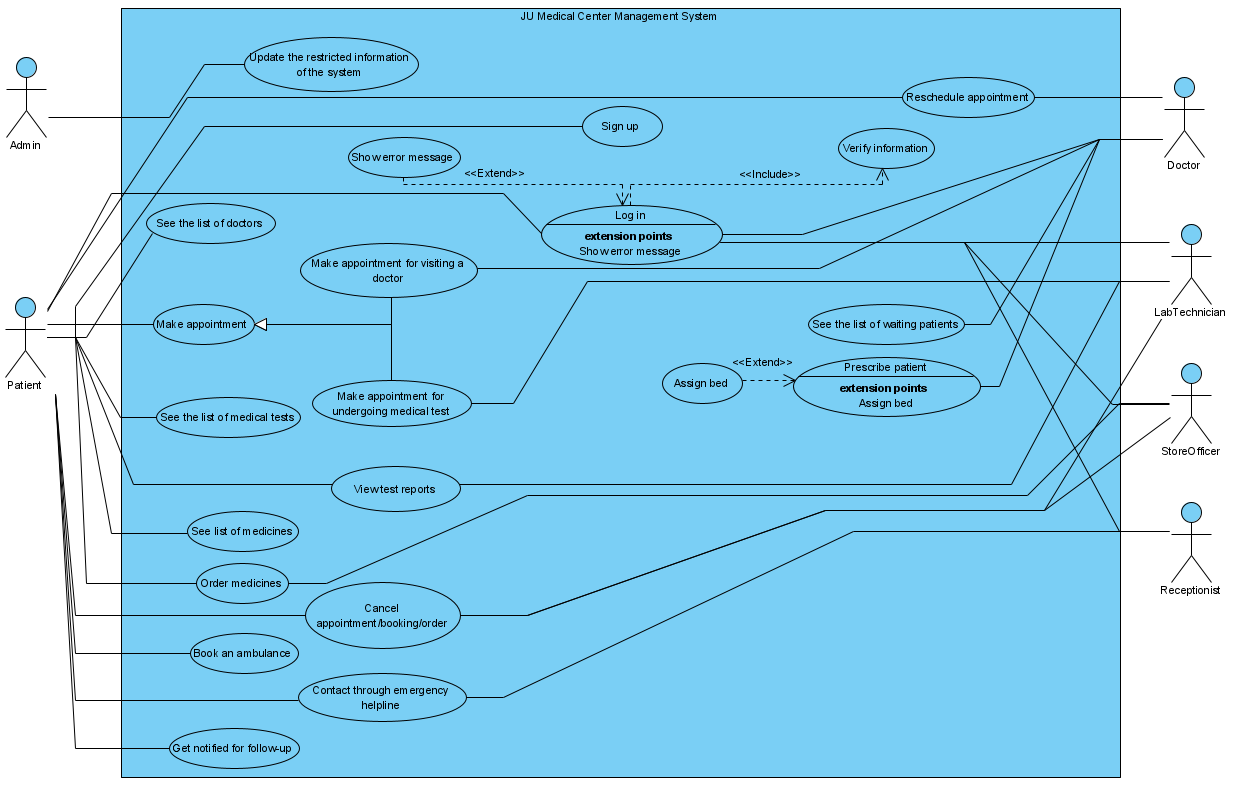 JU Medical Center Management System
Update the restricted information
of the system
Admin
Reschedule appointment
Doctor
Sign up
Show error message
Verify information
<<Extend>>
<<Include>>
See the list of doctors
Log in
extension points
Show error message
Make appointment for visiting a
doctor
LabTechnician
Make appointment
See the list of waiting patients
Patient
<<Extend>>
Assign bed
Prescribe patient
extension points
Assign bed
Make appointment for
undergoing medical test
See the list of medical tests
StoreOfficer
View test reports
See list of medicines
Order medicines
Receptionist
Cancel
appointment/booking/order
Book an ambulance
Contact through emergency
helpline
Get notified for follow-up